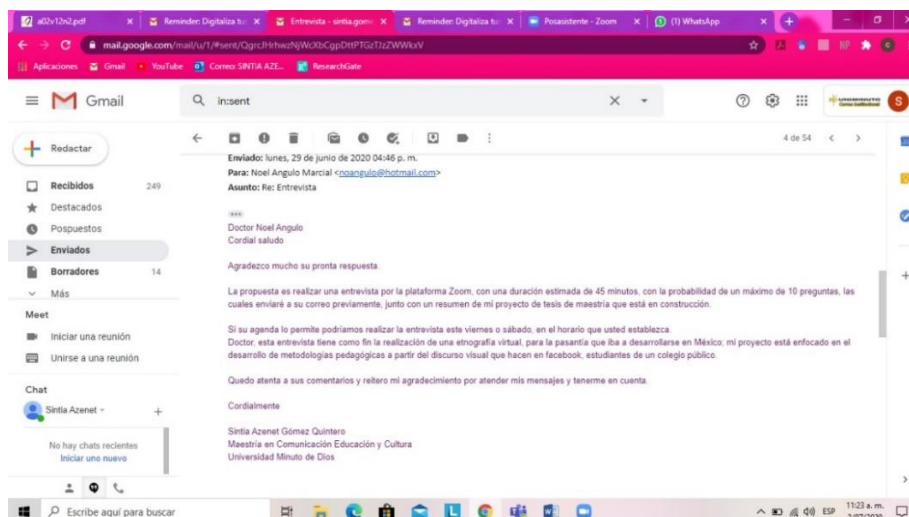 a02v12n2.pdf
Reminder: Digitaliza tu
Entrevista - sintia.gome
Reminder: Digitaliza tu
Posasistente - Zoom
(1) WhatsApp
mail.google.com/mail/u/1/#sent/
Aplicaciones Gmail YouTube Correo: SINTIA AZE... ResearchGate
Gmail
in:sent
Redactar
4 de 54
Recibidos 249
Destacados
Pospuestos
Enviados
Borradores 14
Más
Meet
Iniciar una reunión
Unirse a una reunión
Chat
Sintia Azenet
No hay chats recientes
Iniciar uno nuevo
Enviado: lunes, 29 de junio de 2020 04:46 p. m.
Para: Noel Angulo Marcial <noangulo@hotmail.com>
Asunto: Re: Entrevista
Doctor Noel Angulo
Cordial saludo
Agradezco mucho su pronta respuesta.
La propuesta es realizar una entrevista por la plataforma Zoom, con una duración estimada de 45 minutos, con la probabilidad de un máximo de 10 preguntas, las
cuales enviaré a su correo previamente, junto con un resumen de mi proyecto de tesis de maestría que está en construcción.
Si su agenda lo permite podríamos realizar la entrevista este viernes o sábado, en el horario que usted establezca.
Doctor, esta entrevista tiene como fin la realización de una etnografía virtual, para la pasantía que iba a desarrollarse en México; mi proyecto está enfocado en el
desarrollo de metodologías pedagógicas a partir del discurso visual que hacen en facebook, estudiantes de un colegio público.
Quedo atenta a sus comentarios y reitero mi agradecimiento por atender mis mensajes y tenerme en cuenta.
Cordialmente
Sintia Azenet Gómez Quintero
Maestría en Comunicación Educación y Cultura
Universidad Minuto de Dios
Escribe aquí para buscar
ESP
11:23 a. m.